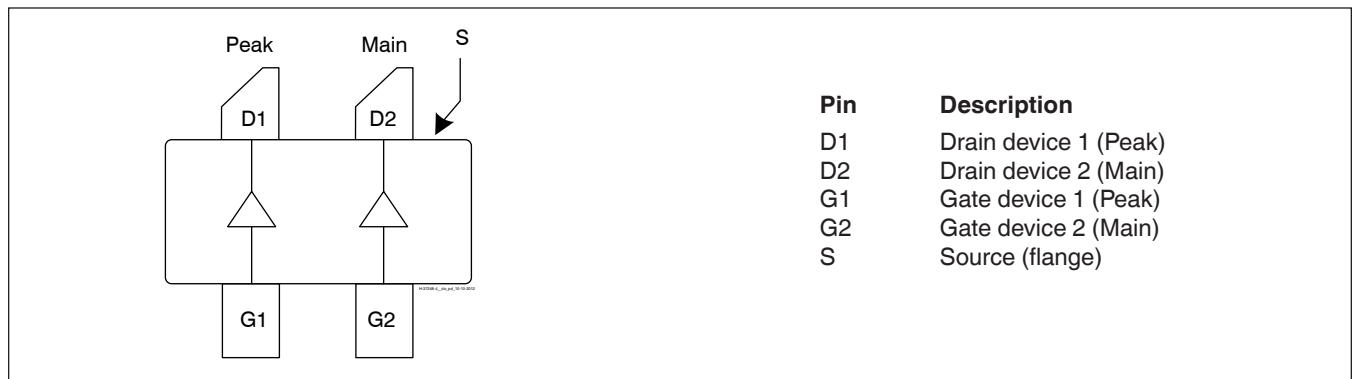 Peak Main S
D1 D2
G1 G2
Pin Description
D1 Drain device 1 (Peak)
D2 Drain device 2 (Main)
G1 Gate device 1 (Peak)
G2 Gate device 2 (Main)
S Source (flange)